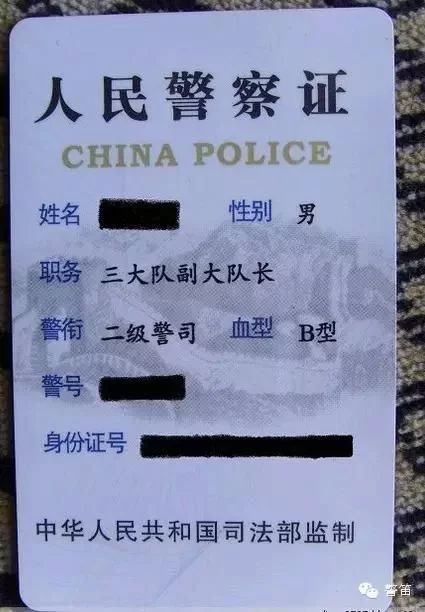 人民警察证
CHINA POLICE
姓名 性别 男
职务 三大队副大队长
警衔 二级警司 血型 B型
警号
身份证号
中华人民共和国司法部监制
警笛